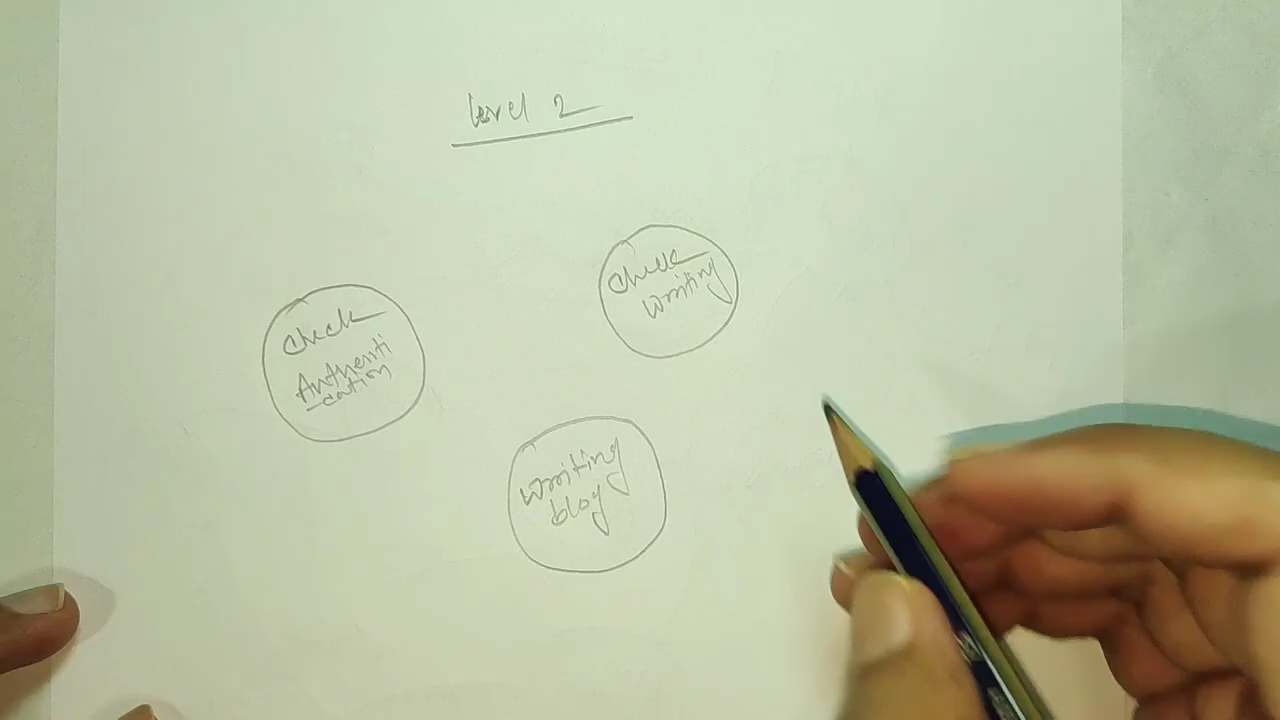 Level 2
Check
Authenti
-cation
Check
writing
writing
blog